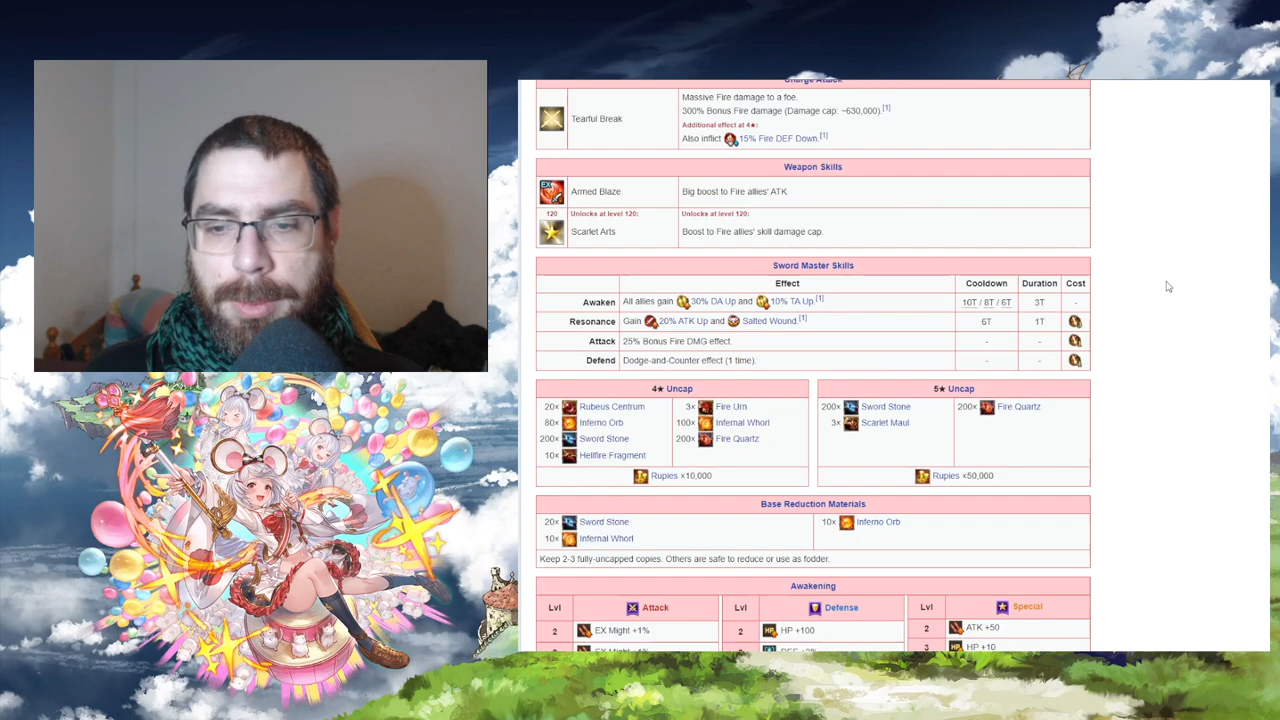 Charge Attack
Tearful Break
Massive Fire damage to a foe.
300% Bonus Fire damage (Damage cap: ~630,000).[1]
Additional effect at 4★:
Also inflict 15% Fire DEF Down.[1]
Weapon Skills
EX
Armed Blaze
Big boost to Fire allies' ATK
120
Unlocks at level 120:
Unlocks at level 120:
Scarlet Arts
Boost to Fire allies' skill damage cap.
Sword Master Skills
Effect Cooldown Duration Cost
Awaken All allies gain 30% DA Up and 10% TA Up.[1] 10T / 8T / 6T 3T -
Resonance Gain 20% ATK Up and Salted Wound.[1] 6T 1T
Attack 25% Bonus Fire DMG effect. - -
Defend Dodge-and-Counter effect (1 time). - -
4★ Uncap
20× Rubeus Centrum 3× Fire Urn
80× Inferno Orb 100× Infernal Whorl
200× Sword Stone 200× Fire Quartz
10× Hellfire Fragment
Rupies ×10,000
5★ Uncap
200× Sword Stone 200× Fire Quartz
3× Scarlet Maul
Rupies ×50,000
Base Reduction Materials
20× Sword Stone 10× Inferno Orb
10× Infernal Whorl
Keep 2-3 fully-uncapped copies. Others are safe to reduce or use as fodder.
Awakening
Lvl Attack Lvl Defense Lvl Special
2 EX Might +1% 2 HP +100 2 ATK +50
3 HP +10